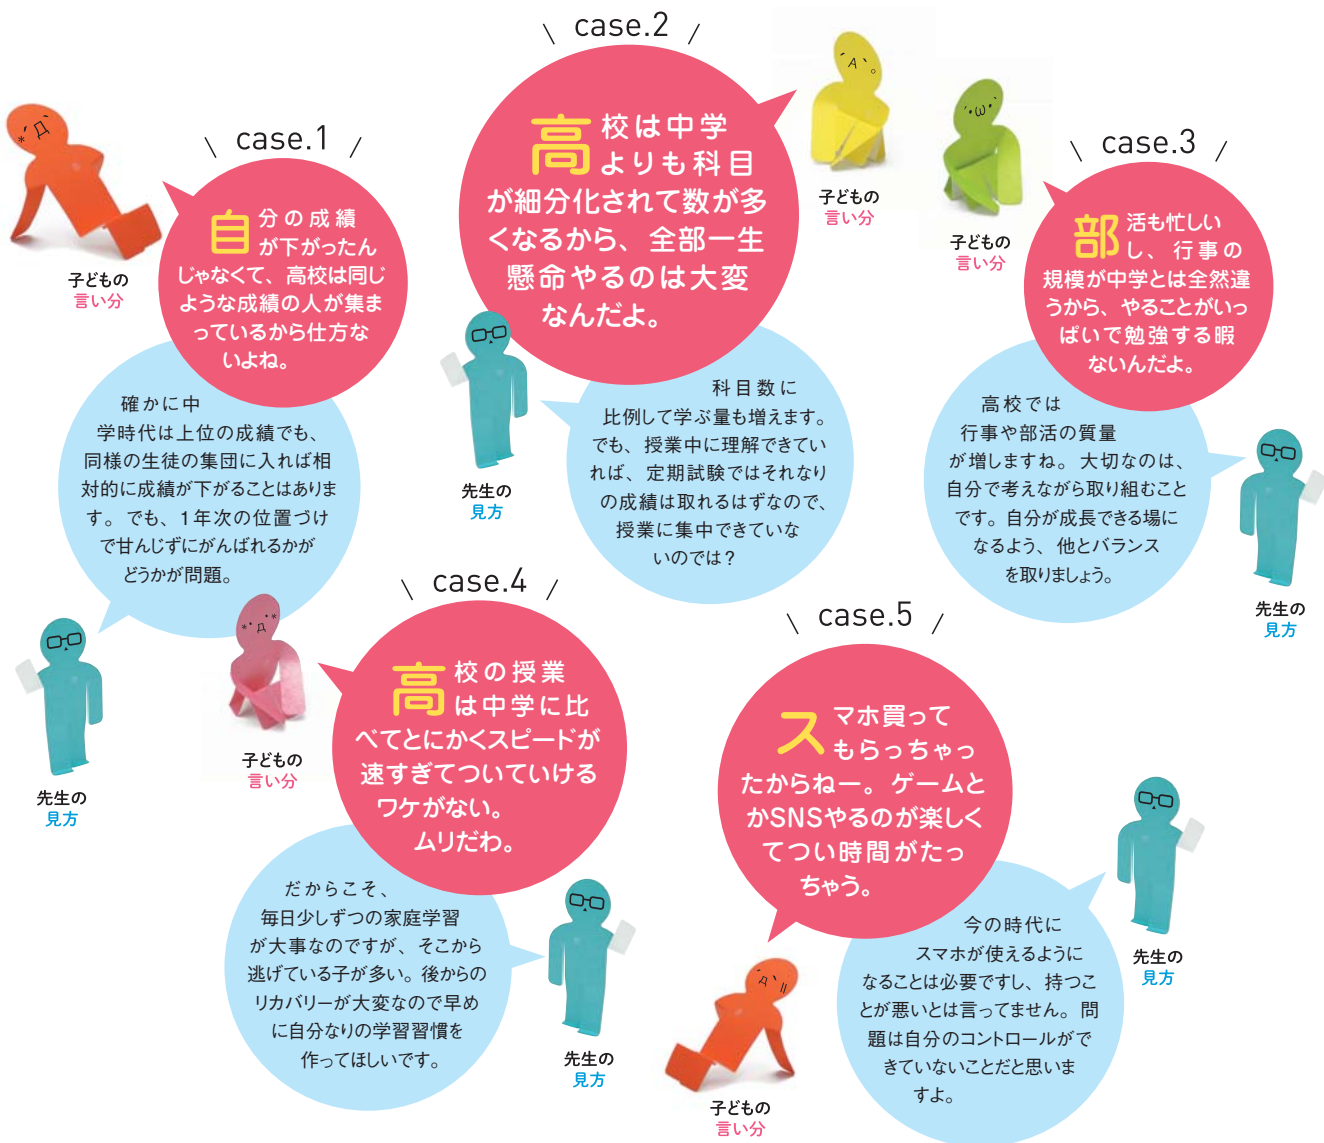 case.1
自分の成績
が下がったん
じゃなくて、高校は同じ
ような成績の人が集ま
っているから仕方な
いよね。
子どもの
言い分
確かに中
学時代は上位の成績でも、
同様の生徒の集団に入れば相
対的に成績が下がることはありま
す。でも、1年次の位置づけ
で甘んじずにがんばれるかが
どうかが問題。
先生の
見方
case.2
高校は中学
よりも科目
が細分化されて数が多
くなるから、全部一生
懸命やるのは大変
なんだよ。
子どもの
言い分
科目数に
比例して学ぶ量も増えます。
でも、授業中に理解できてい
れば、定期試験ではそれなり
の成績は取れるはずなので、
授業に集中できていな
いのでは？
先生の
見方
case.3
部活も忙しい
し、行事の
規模が中学とは全然違
うから、やることがいっ
ぱいで勉強する暇
ないんだよ。
子どもの
言い分
高校では
行事や部活の質量
が増しますね。大切なのは、
自分で考えながら取り組むこと
です。自分が成長できる場に
なるよう、他とバランス
を取りましょう。
先生の
見方
case.4
高校の授業
は中学に比
べてとにかくスピードが
速すぎてついていける
ワケがない。
ムリだわ。
子どもの
言い分
だからこそ、
毎日少しずつの家庭学習
が大事なのですが、そこから
逃げている子が多い。後からの
リカバリーが大変なので早め
に自分なりの学習習慣を
作ってほしいです。
先生の
見方
case.5
スマホ買って
もらっちゃっ
たからねー。ゲームと
かSNSやるのが楽しく
てつい時間がたっ
ちゃう。
子どもの
言い分
今の時代に
スマホが使えるように
なることは必要ですし、持つこ
とが悪いとは言ってません。問
題は自分のコントロールがで
きていないことだと思いま
すよ。
先生の
見方